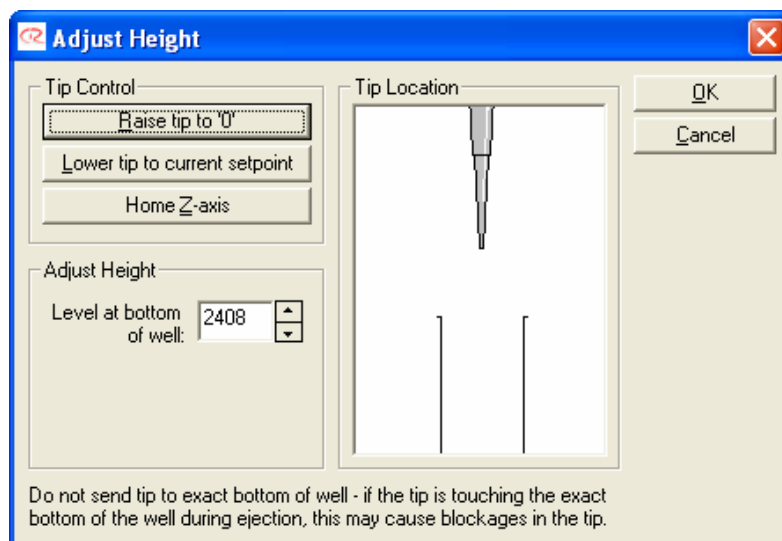 Adjust Height
Tip Control
Raise tip to '0'
Lower tip to current setpoint
Home Z-axis
Adjust Height
Level at bottom
of well:
2408
Tip Location
OK
Cancel
Do not send tip to exact bottom of well - if the tip is touching the exact
bottom of the well during ejection, this may cause blockages in the tip.